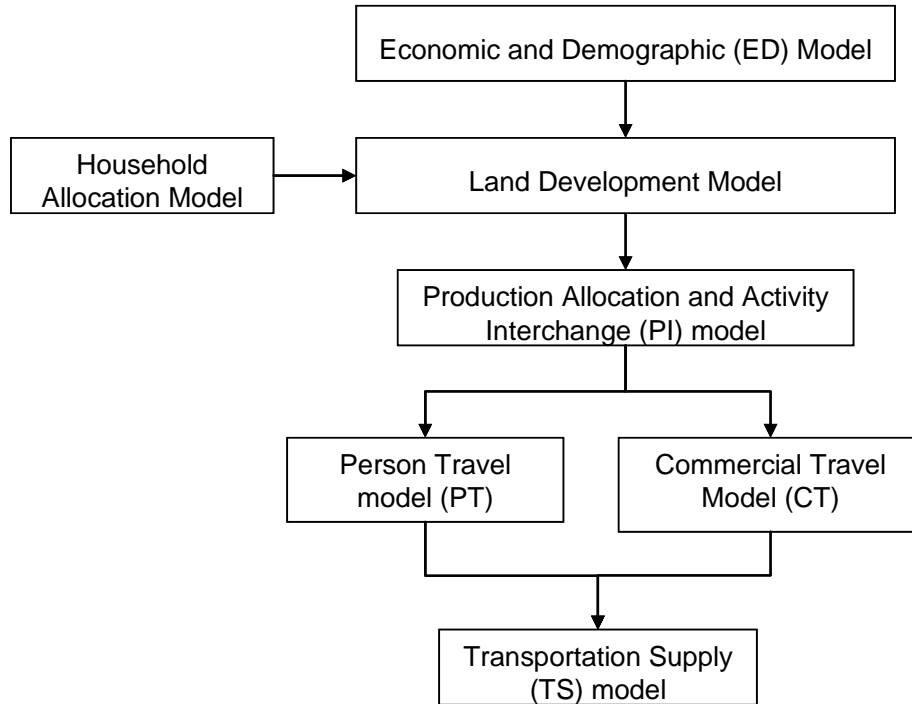 Economic and Demographic (ED) Model
Household
Allocation Model
Land Development Model
Production Allocation and Activity
Interchange (PI) model
Person Travel
model (PT)
Commercial Travel
Model (CT)
Transportation Supply
(TS) model